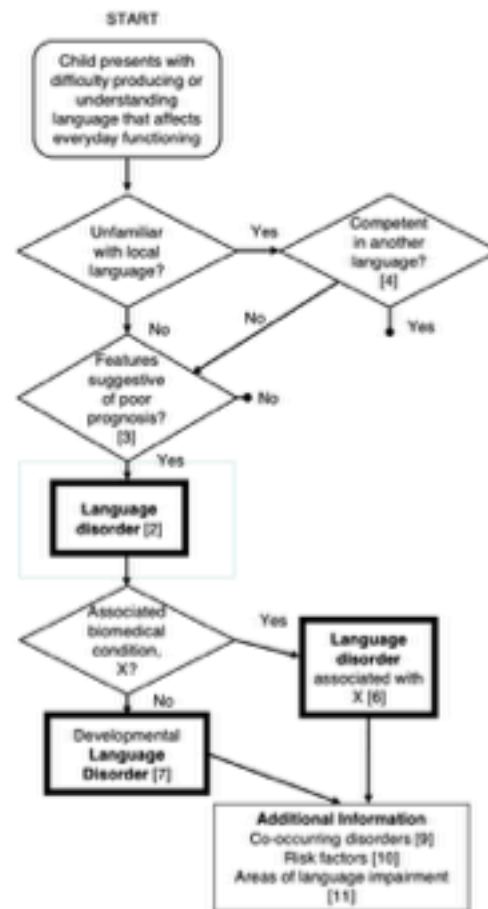 START
Child presents with
difficulty producing or
understanding
language that affects
everyday functioning
Unfamiliar
with local
language?
Yes
Competent
in another
language?
[4]
No
No
Yes
Features
suggestive
of poor
prognosis?
[3]
No
Yes
Language
disorder [2]
Associated
biomedical
condition,
X?
Yes
Language
disorder
associated with
X [6]
No
Developmental
Language
Disorder [7]
Additional Information
Co-occurring disorders [9]
Risk factors [10]
Areas of language impairment
[11]